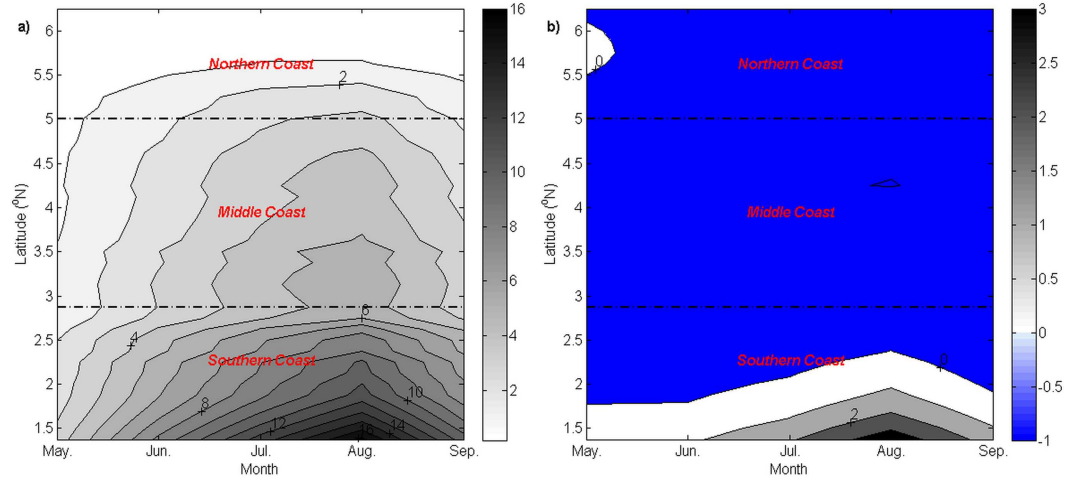 a)
6
5.5
5
4.5
4
3.5
3
2.5
2
1.5
Latitude (⁰N)
May.
Jun.
Jul.
Aug.
Sep.
Month
Northern Coast
Middle Coast
Southern Coast
2
4
6
8
10
12
14
16
16
14
12
10
8
6
4
2
b)
6
5.5
5
4.5
4
3.5
3
2.5
2
1.5
Latitude (⁰N)
May.
Jun.
Jul.
Aug.
Sep.
Month
Northern Coast
Middle Coast
Southern Coast
0
0
2
3
2.5
2
1.5
1
0.5
0
-0.5
-1